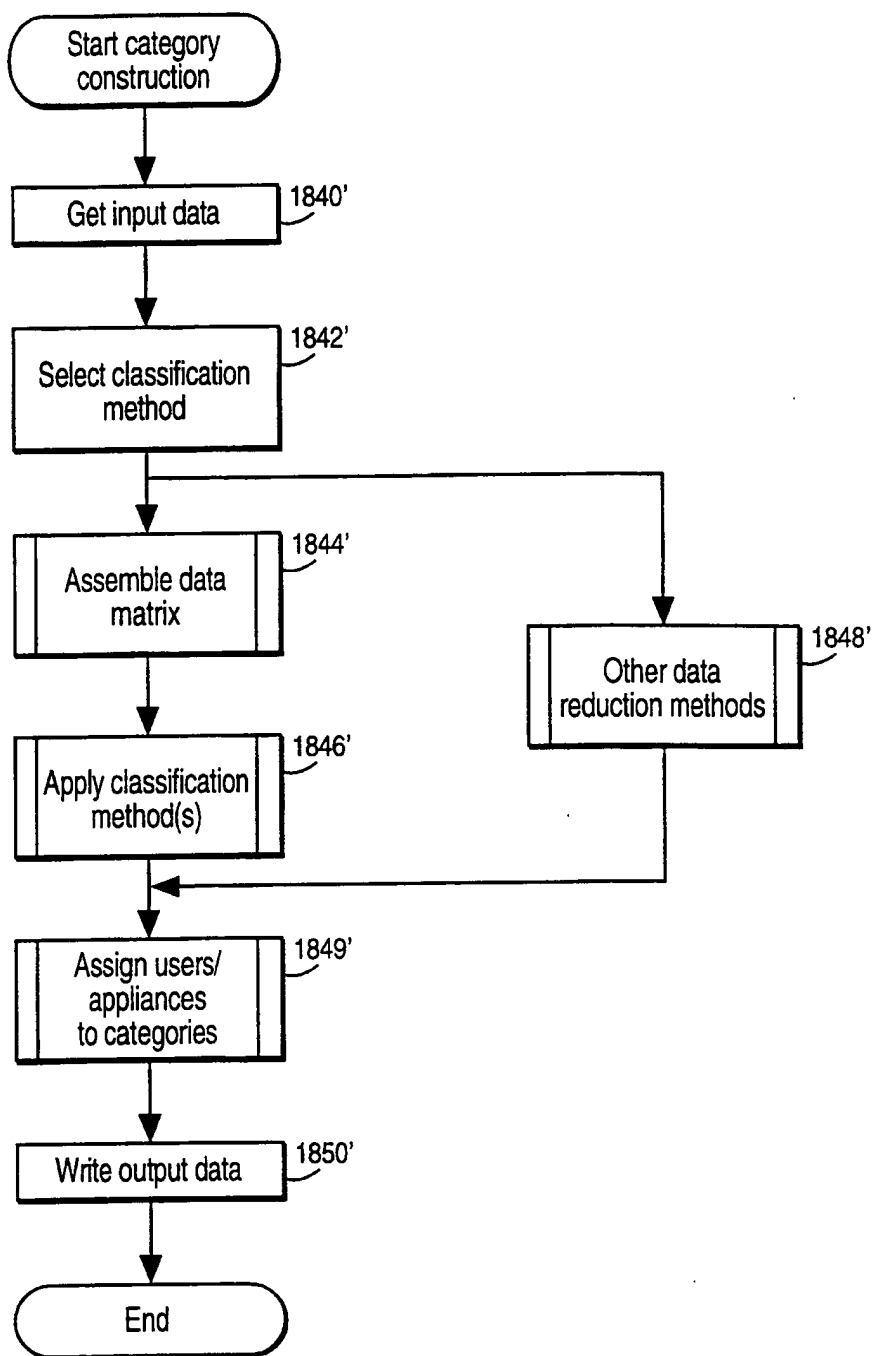 Start category
construction
Get input data
1840'
Select classification
method
1842'
Assemble data
matrix
1844'
Other data
reduction methods
1848'
Apply classification
method(s)
1846'
Assign users/
appliances
to categories
1849'
Write output data
1850'
End